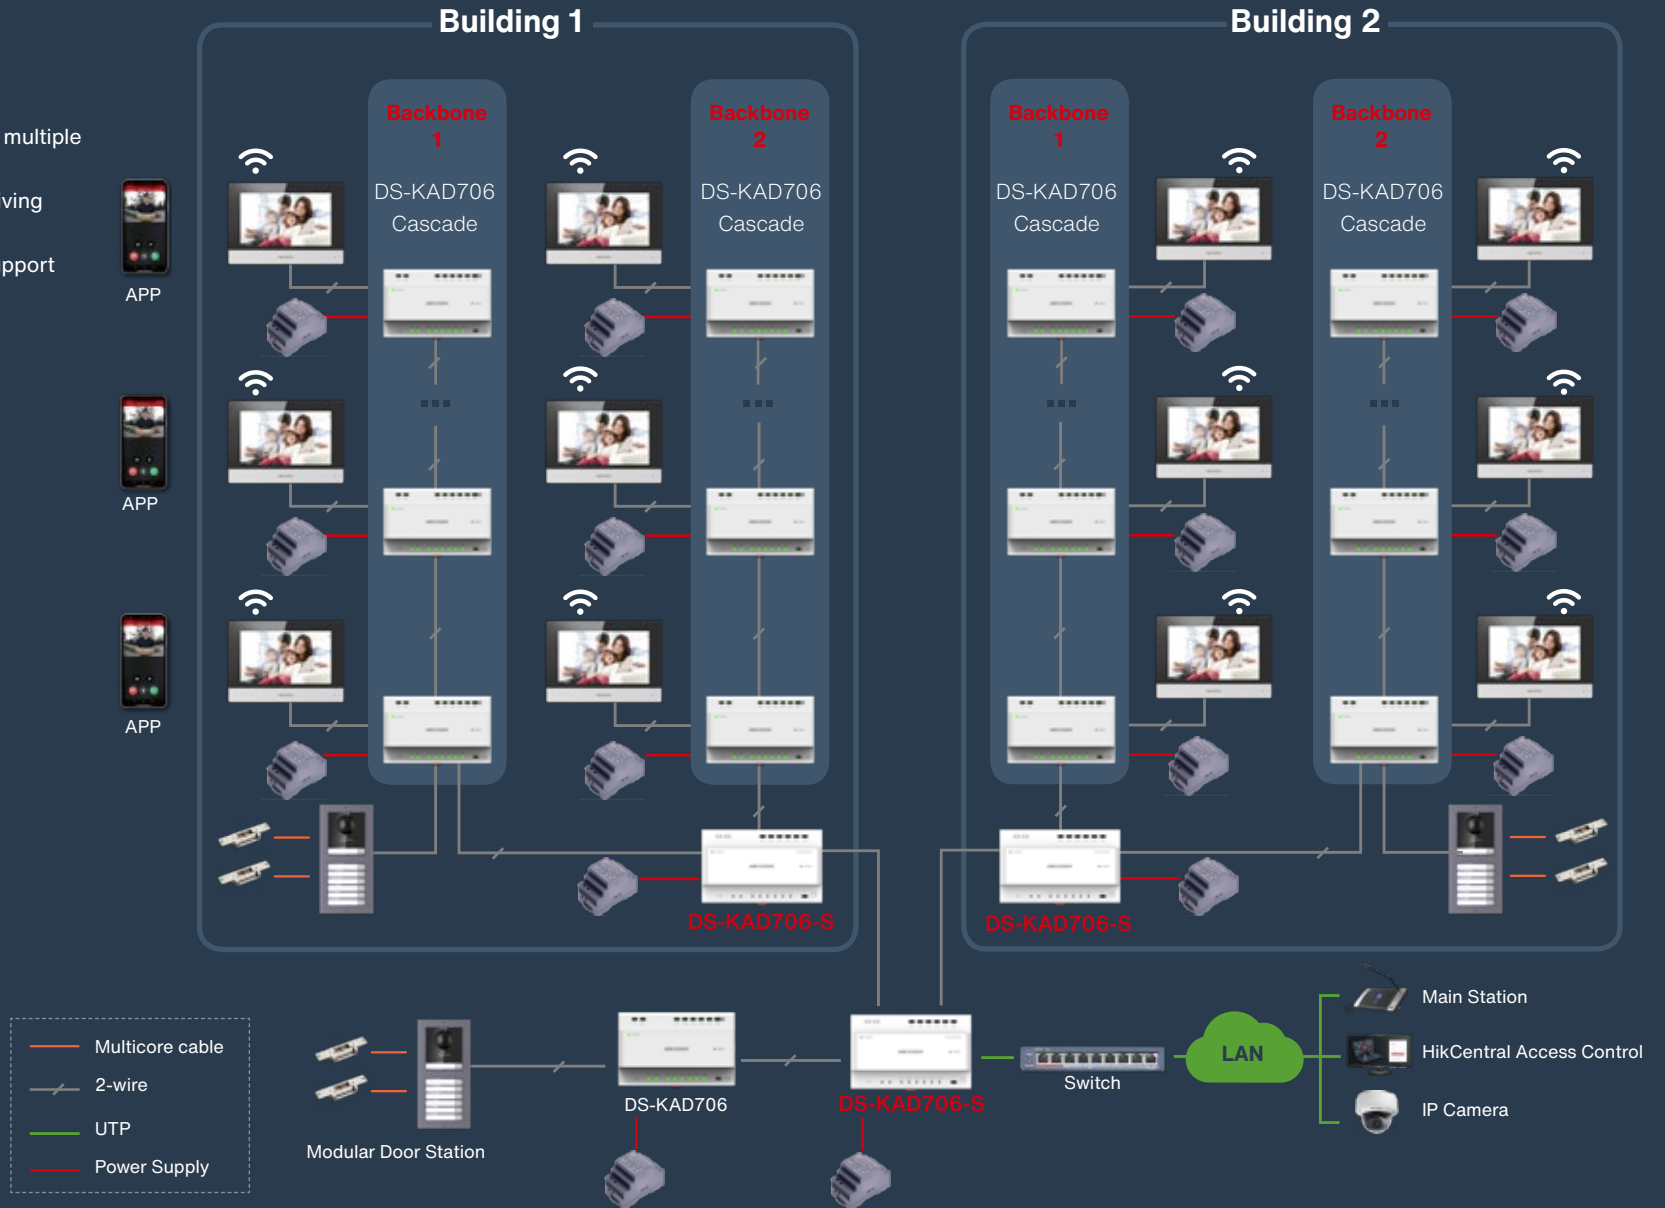 Building 1
Building 2
multiple
iving
pport
APP
APP
APP
Backbone
1
DS-KAD706
Cascade
Backbone
2
DS-KAD706
Cascade
Backbone
1
DS-KAD706
Cascade
Backbone
2
DS-KAD706
Cascade
DS-KAD706-S
DS-KAD706-S
Multicore cable
2-wire
UTP
Power Supply
Modular Door Station
DS-KAD706
DS-KAD706-S
Switch
LAN
Main Station
HikCentral Access Control
IP Camera